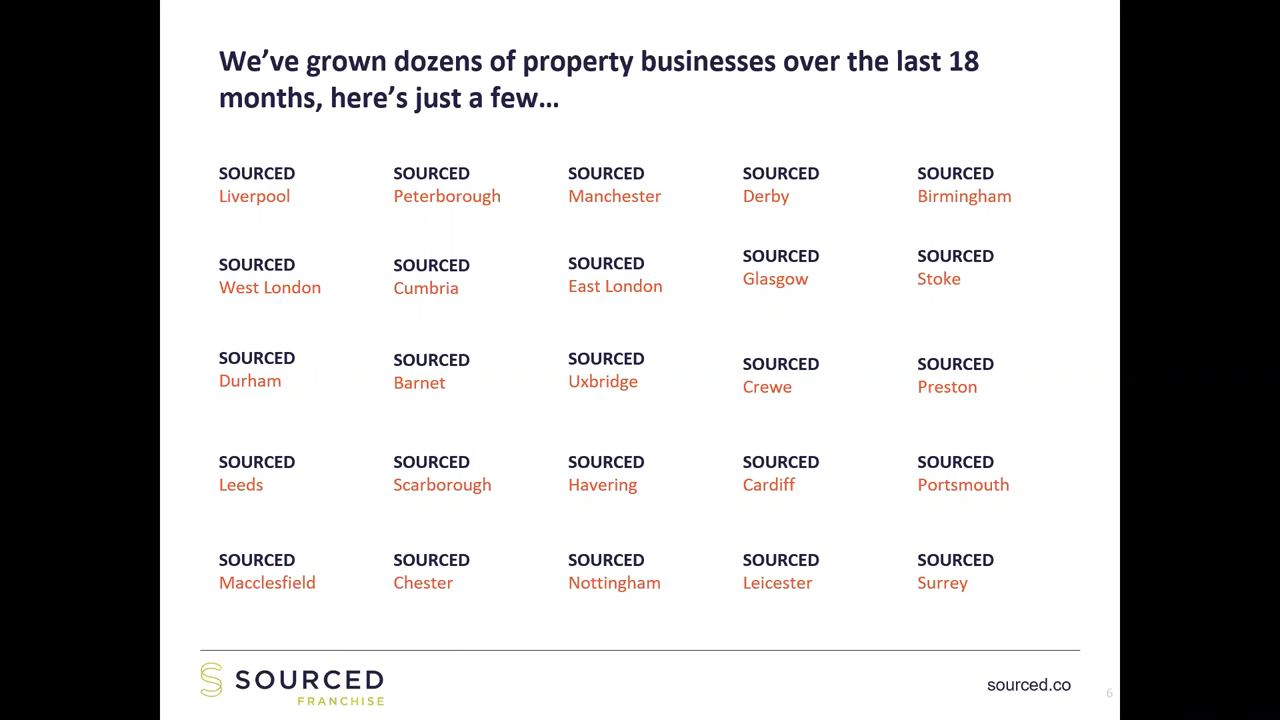 We’ve grown dozens of property businesses over the last 18
months, here’s just a few…
SOURCED
Liverpool
SOURCED
Peterborough
SOURCED
Manchester
SOURCED
Derby
SOURCED
Birmingham
SOURCED
West London
SOURCED
Cumbria
SOURCED
East London
SOURCED
Glasgow
SOURCED
Stoke
SOURCED
Durham
SOURCED
Barnet
SOURCED
Uxbridge
SOURCED
Crewe
SOURCED
Preston
SOURCED
Leeds
SOURCED
Scarborough
SOURCED
Havering
SOURCED
Cardiff
SOURCED
Portsmouth
SOURCED
Macclesfield
SOURCED
Chester
SOURCED
Nottingham
SOURCED
Leicester
SOURCED
Surrey
SOURCED
FRANCHISE
sourced.co
6